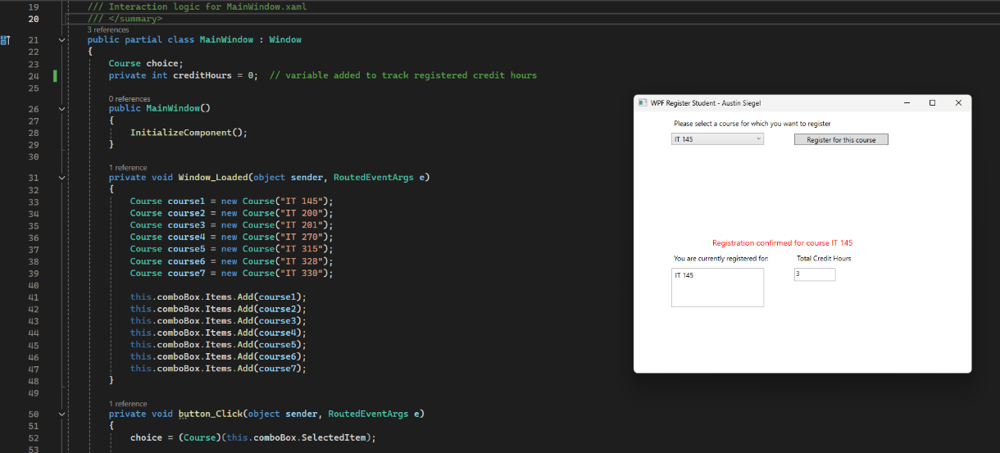 19 /// Interaction logic for MainWindow.xaml
20 /// </summary>
3 references
21 public partial class MainWindow : Window
22 {
23 Course choice;
24 private int creditHours = 0; // variable added to track registered credit hours
25
0 references
26 public MainWindow()
27 {
28 InitializeComponent();
29 }
30
1 reference
31 private void Window_Loaded(object sender, RoutedEventArgs e)
32 {
33 Course course1 = new Course("IT 145");
34 Course course2 = new Course("IT 200");
35 Course course3 = new Course("IT 201");
36 Course course4 = new Course("IT 270");
37 Course course5 = new Course("IT 315");
38 Course course6 = new Course("IT 328");
39 Course course7 = new Course("IT 330");
40
41 this.comboBox.Items.Add(course1);
42 this.comboBox.Items.Add(course2);
43 this.comboBox.Items.Add(course3);
44 this.comboBox.Items.Add(course4);
45 this.comboBox.Items.Add(course5);
46 this.comboBox.Items.Add(course6);
47 this.comboBox.Items.Add(course7);
48 }
49
1 reference
50 private void button_Click(object sender, RoutedEventArgs e)
51 {
52 choice = (Course)(this.comboBox.SelectedItem);
53
WPF Register Student - Austin Siegel
Please select a course for which you want to register
IT 145 Register for this course
Registration confirmed for course IT 145
You are currently registered for: Total Credit Hours
IT 145 3